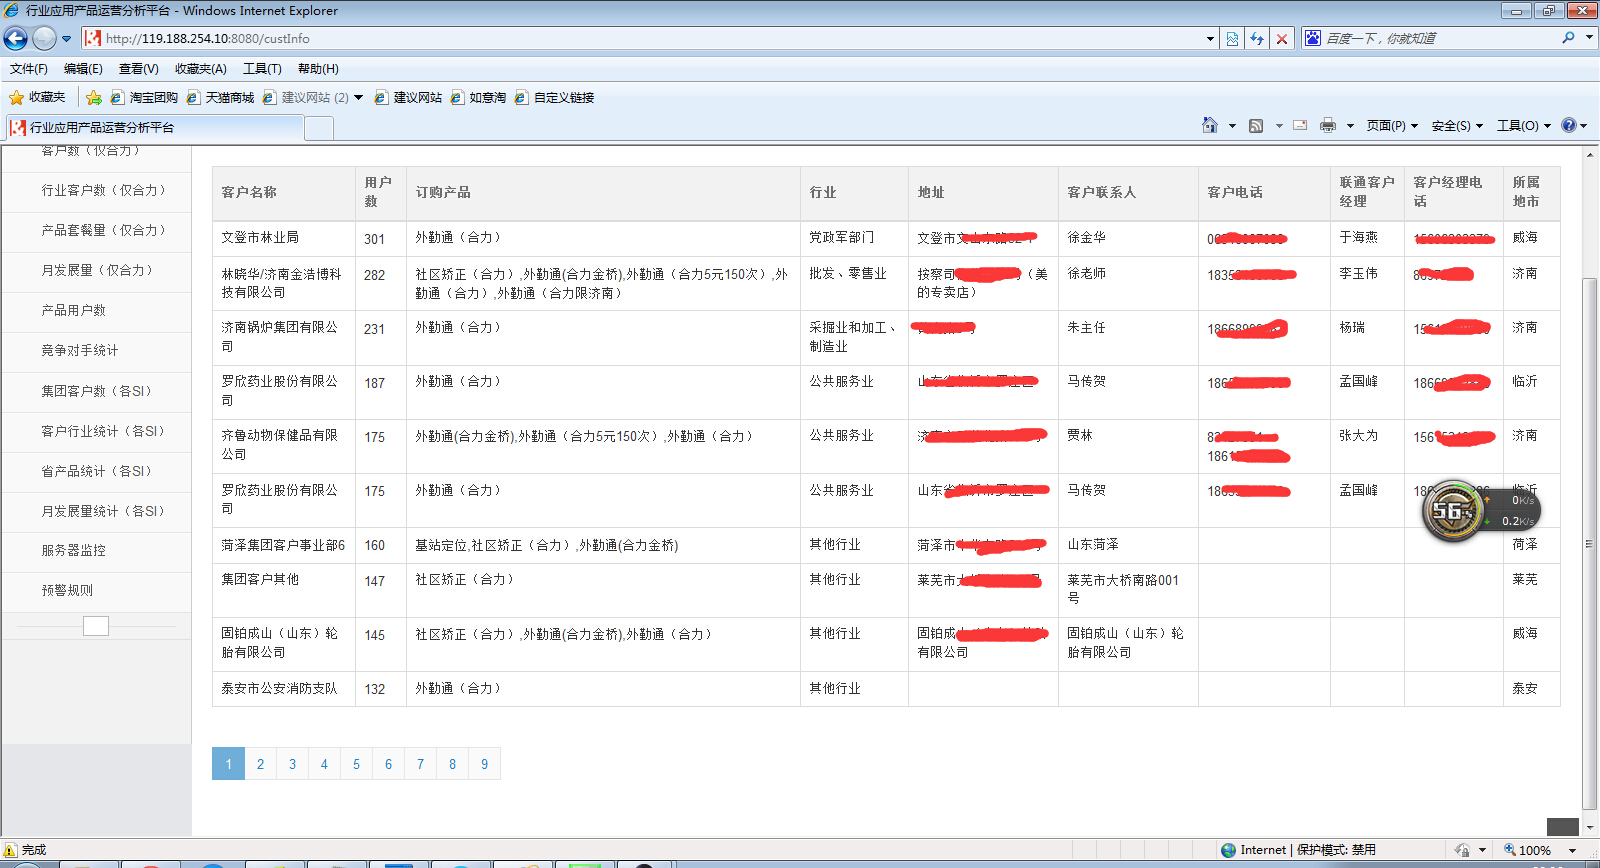 行业应用产品运营分析平台 - Windows Internet Explorer
http://119.188.254.10:8080/custInfo
百度一下，你就知道
文件(F) 编辑(E) 查看(V) 收藏夹(A) 工具(T) 帮助(H)
收藏夹 淘宝团购 天猫商城 建议网站 (2) 建议网站 如意淘 自定义链接
行业应用产品运营分析平台
页面(P) 安全(S) 工具(O)
客户数（仅合力）
行业客户数（仅合力）
产品套餐量（仅合力）
月发展量（仅合力）
产品用户数
竞争对手统计
集团客户数（各SI）
客户行业统计（各SI）
省产品统计（各SI）
月发展量统计（各SI）
服务器监控
预警规则
客户名称 用户数 订购产品 行业 地址 客户联系人 客户电话 联通客户经理 客户经理电话 所属地市
文登市林业局 301 外勤通（合力） 党政军部门 文登市文 徐金华 于海燕 威海
林晓华/济南金浩博科技有限公司 282 社区矫正（合力）,外勤通(合力金桥),外勤通（合力5元150次）,外勤通（合力）,外勤通（合力限济南） 批发、零售业 按察司 （美的专卖店） 徐老师 1835 李玉伟 济南
济南锅炉集团有限公司 231 外勤通（合力） 采掘业和加工、制造业 朱主任 186689 杨瑞 济南
罗欣药业股份有限公司 187 外勤通（合力） 公共服务业 马传贺 186 孟国峰 1866 临沂
齐鲁动物保健品有限公司 175 外勤通(合力金桥),外勤通（合力5元150次）,外勤通（合力） 公共服务业 贾林 1861 张大为 156 济南
罗欣药业股份有限公司 175 外勤通（合力） 公共服务业 山东省 马传贺 186 孟国峰 临沂
菏泽集团客户事业部6 160 基站定位,社区矫正（合力）,外勤通(合力金桥) 其他行业 菏泽市 山东菏泽 荷泽
集团客户其他 147 社区矫正（合力） 其他行业 莱芜市 莱芜市大桥南路001号 莱芜
固铂成山（山东）轮胎有限公司 145 社区矫正（合力）,外勤通(合力金桥),外勤通（合力） 其他行业 固铂成 有限公司 固铂成山（山东）轮胎有限公司 威海
泰安市公安消防支队 132 外勤通（合力） 其他行业 泰安
56%
0K/s
0.2K/s
1 2 3 4 5 6 7 8 9
完成 Internet | 保护模式: 禁用 100%